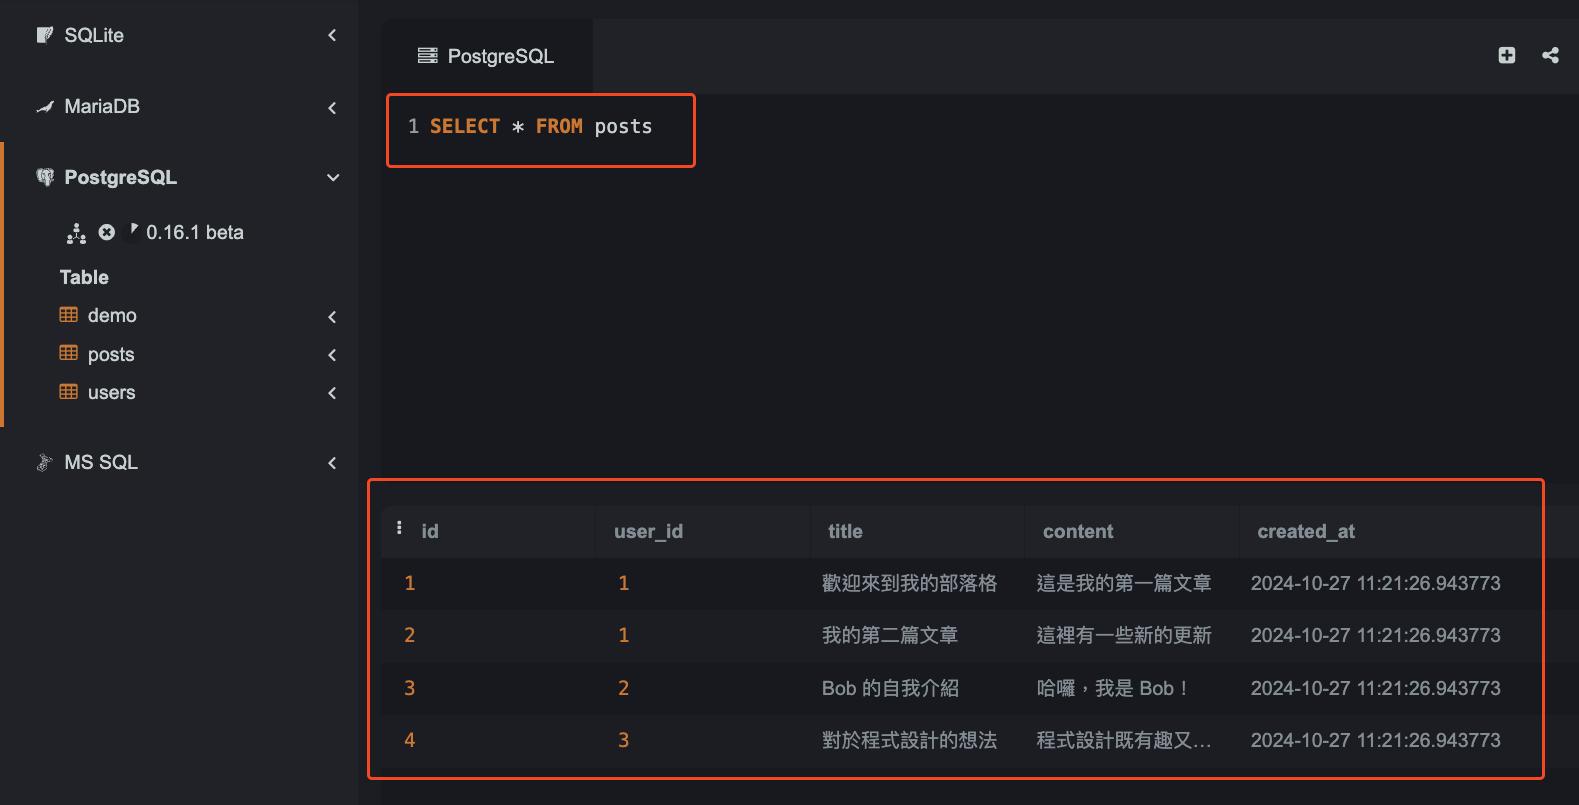 SQLite
MariaDB
PostgreSQL
0.16.1 beta
Table
demo
posts
users
MS SQL
PostgreSQL
1 SELECT * FROM posts
id user_id title content created_at
1 1 歡迎來到我的部落格 這是我的第一篇文章 2024-10-27 11:21:26.943773
2 1 我的第二篇文章 這裡有一些新的更新 2024-10-27 11:21:26.943773
3 2 Bob 的自我介紹 哈囉，我是 Bob！ 2024-10-27 11:21:26.943773
4 3 對於程式設計的想法 程式設計既有趣又... 2024-10-27 11:21:26.943773